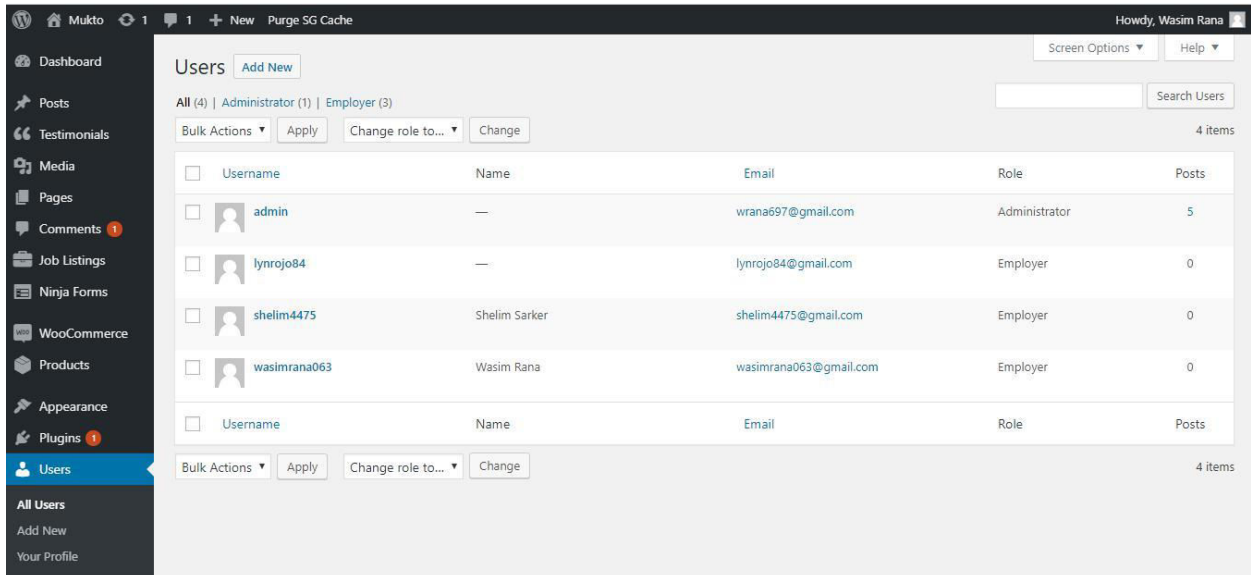 Mukto 1 1 + New Purge SG Cache Howdy, Wasim Rana
Screen Options ▼ Help ▼
Dashboard
Posts
Testimonials
Media
Pages
Comments 1
Job Listings
Ninja Forms
WooCommerce
Products
Appearance
Plugins 1
Users
All Users
Add New
Your Profile
Users Add New
All (4) | Administrator (1) | Employer (3)
Search Users
Bulk Actions ▼ Apply Change role to... ▼ Change 4 items
Username Name Email Role Posts
admin — wrana697@gmail.com Administrator 5
lynrojo84 — lynrojo84@gmail.com Employer 0
shelim4475 Shelim Sarker shelim4475@gmail.com Employer 0
wasimrana063 Wasim Rana wasimrana063@gmail.com Employer 0
Username Name Email Role Posts
Bulk Actions ▼ Apply Change role to... ▼ Change 4 items